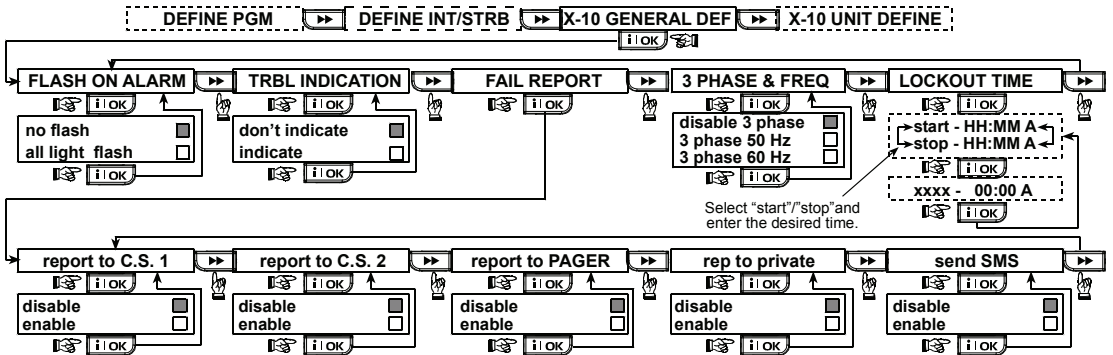 DEFINE PGM DEFINE INT/STRB X-10 GENERAL DEF X-10 UNIT DEFINE
i OK
FLASH ON ALARM TRBL INDICATION FAIL REPORT 3 PHASE & FREQ LOCKOUT TIME
i OK i OK i OK i OK i OK
no flash
all light flash
i OK
don't indicate
indicate
i OK
disable 3 phase
3 phase 50 Hz
3 phase 60 Hz
i OK
start - HH:MM A
stop - HH:MM A
i OK
xxxx - 00:00 A
i OK
Select “start”/”stop”and
enter the desired time.
report to C.S. 1 report to C.S. 2 report to PAGER rep to private send SMS
i OK i OK i OK i OK i OK
disable disable disable disable disable
enable enable enable enable enable
i OK i OK i OK i OK i OK